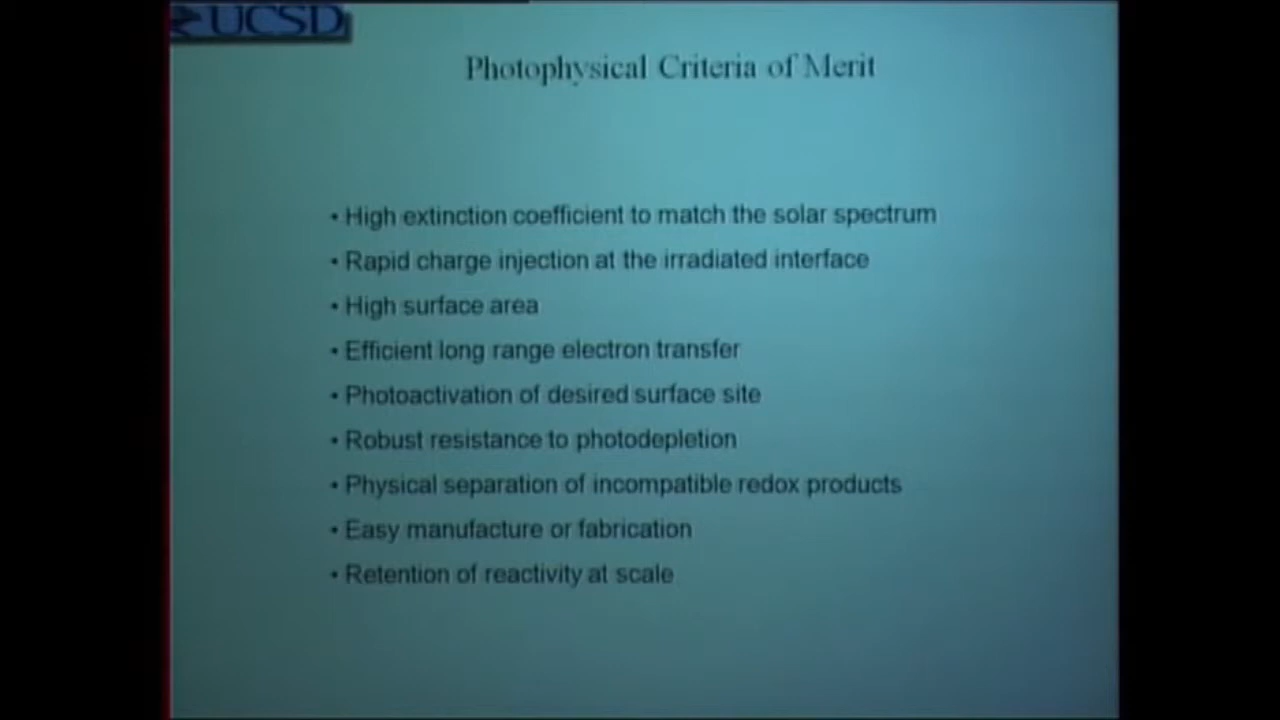 UCSD
Photophysical Criteria of Merit
• High extinction coefficient to match the solar spectrum
• Rapid charge injection at the irradiated interface
• High surface area
• Efficient long range electron transfer
• Photoactivation of desired surface site
• Robust resistance to photodepletion
• Physical separation of incompatible redox products
• Easy manufacture or fabrication
• Retention of reactivity at scale